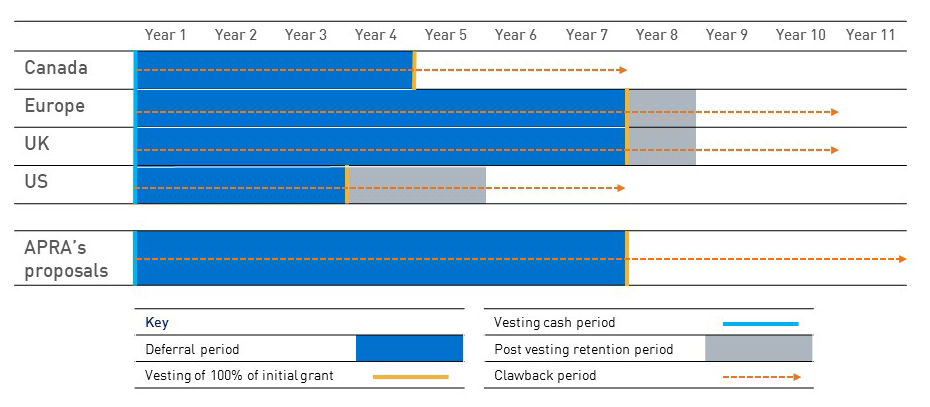 Year 1 Year 2 Year 3 Year 4 Year 5 Year 6 Year 7 Year 8 Year 9 Year 10 Year 11
Canada
Europe
UK
US
APRA's
proposals
Key
Deferral period
Vesting of 100% of initial grant
Vesting cash period
Post vesting retention period
Clawback period